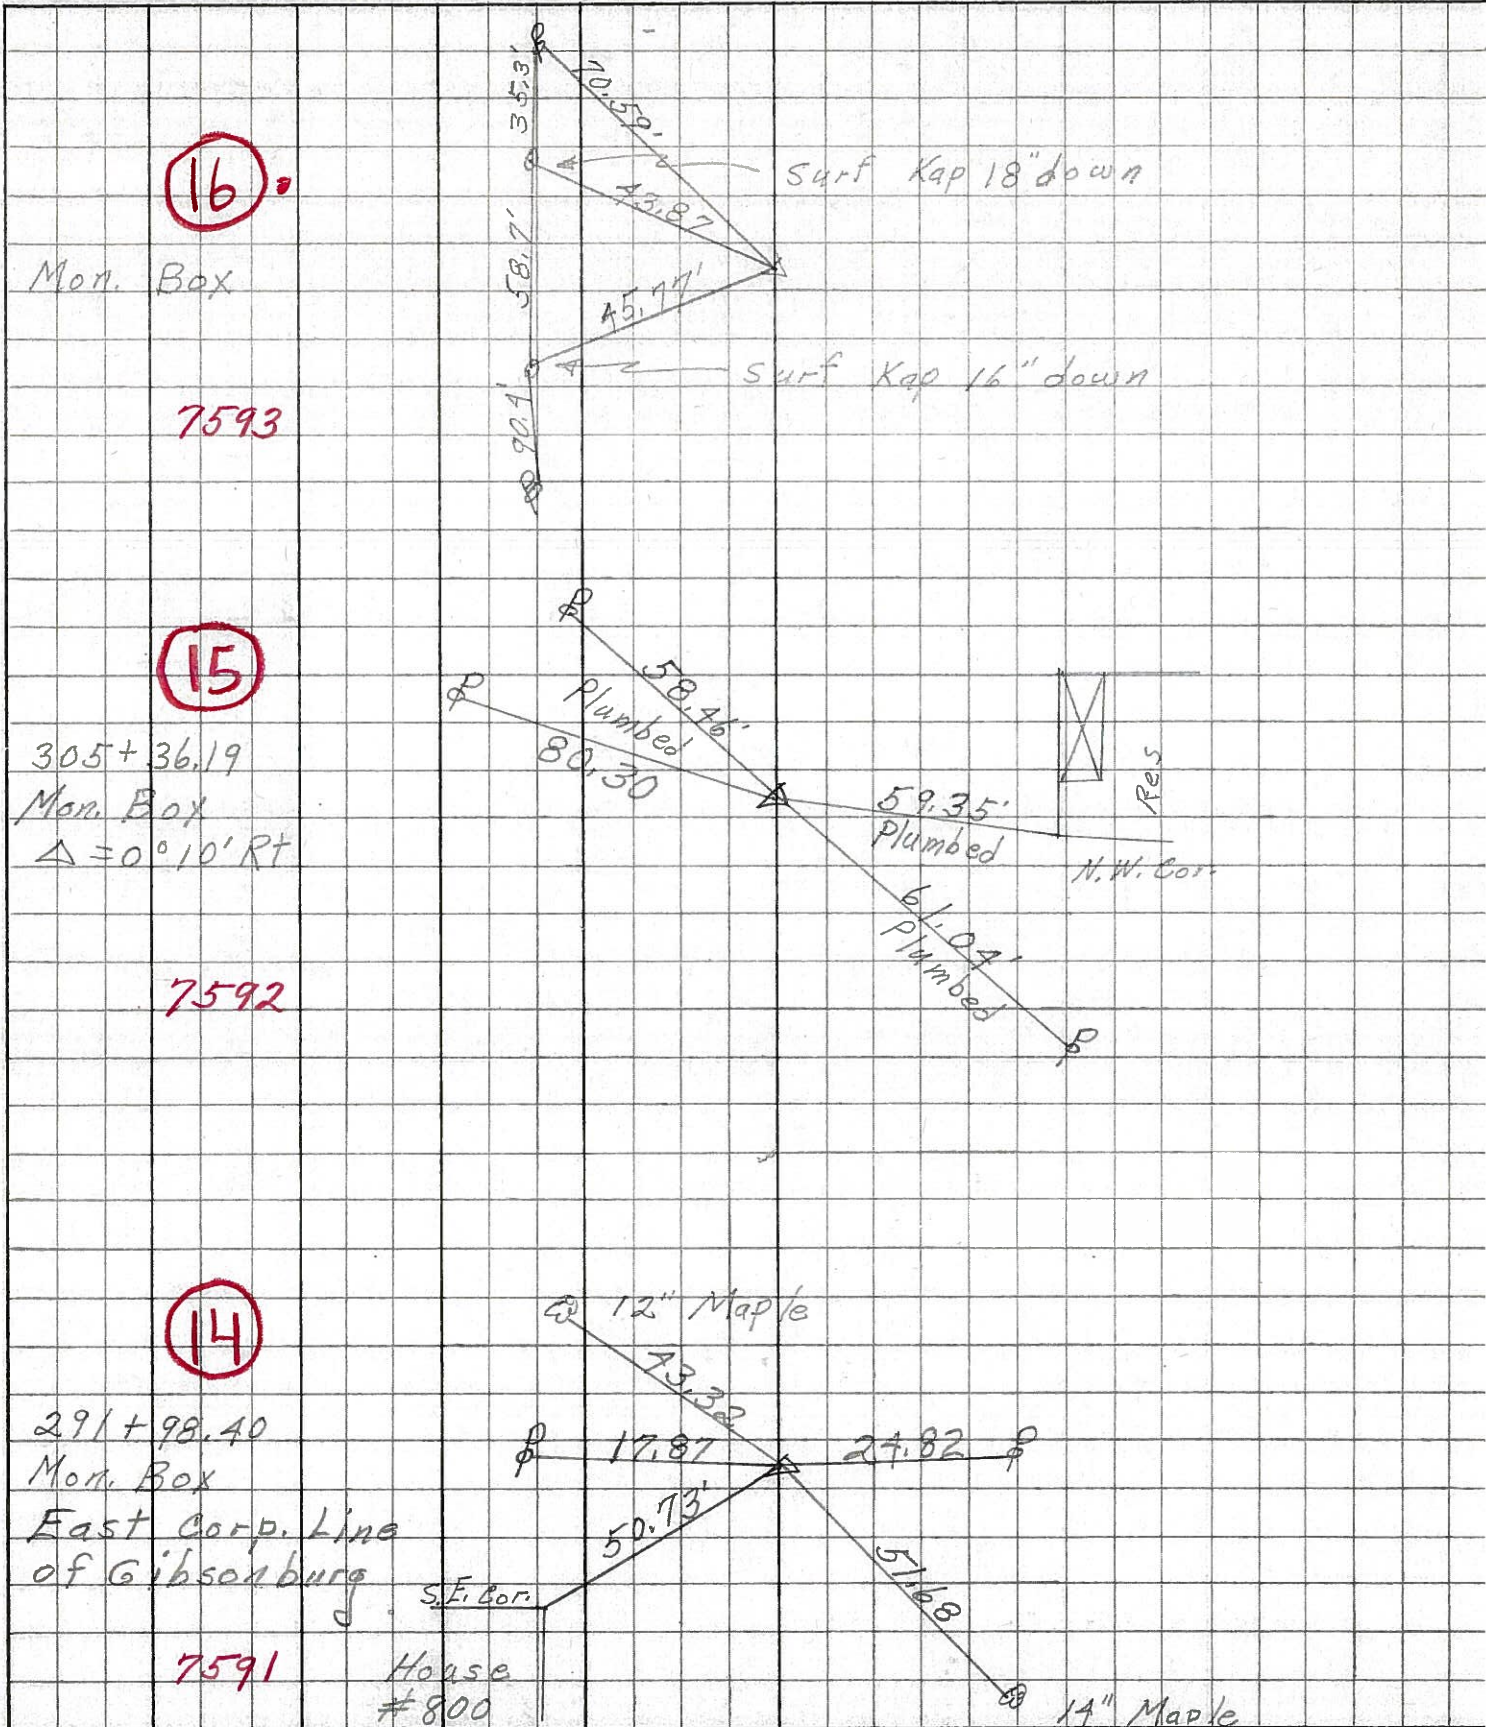 35.3'
70.59'
16.
Surf Kap 18" down
43.87
58.7'
Mon. Box
45.77'
Surf Kap 16" down
90.4'
7593
15
58.46'
Plumbed
80.30
305+36.19
Mon. Box
Δ = 0°10' Rt
59.35'
Plumbed
Res
N.W. Cor.
61.04'
Plumbed
7592
14
12" Maple
43.32
291+98.40
17.87
24.82
Mon. Box
East Corp. Line
of Gibsonburg
50.73'
S.E. Cor.
51.68
7591
House
#800
14" Maple